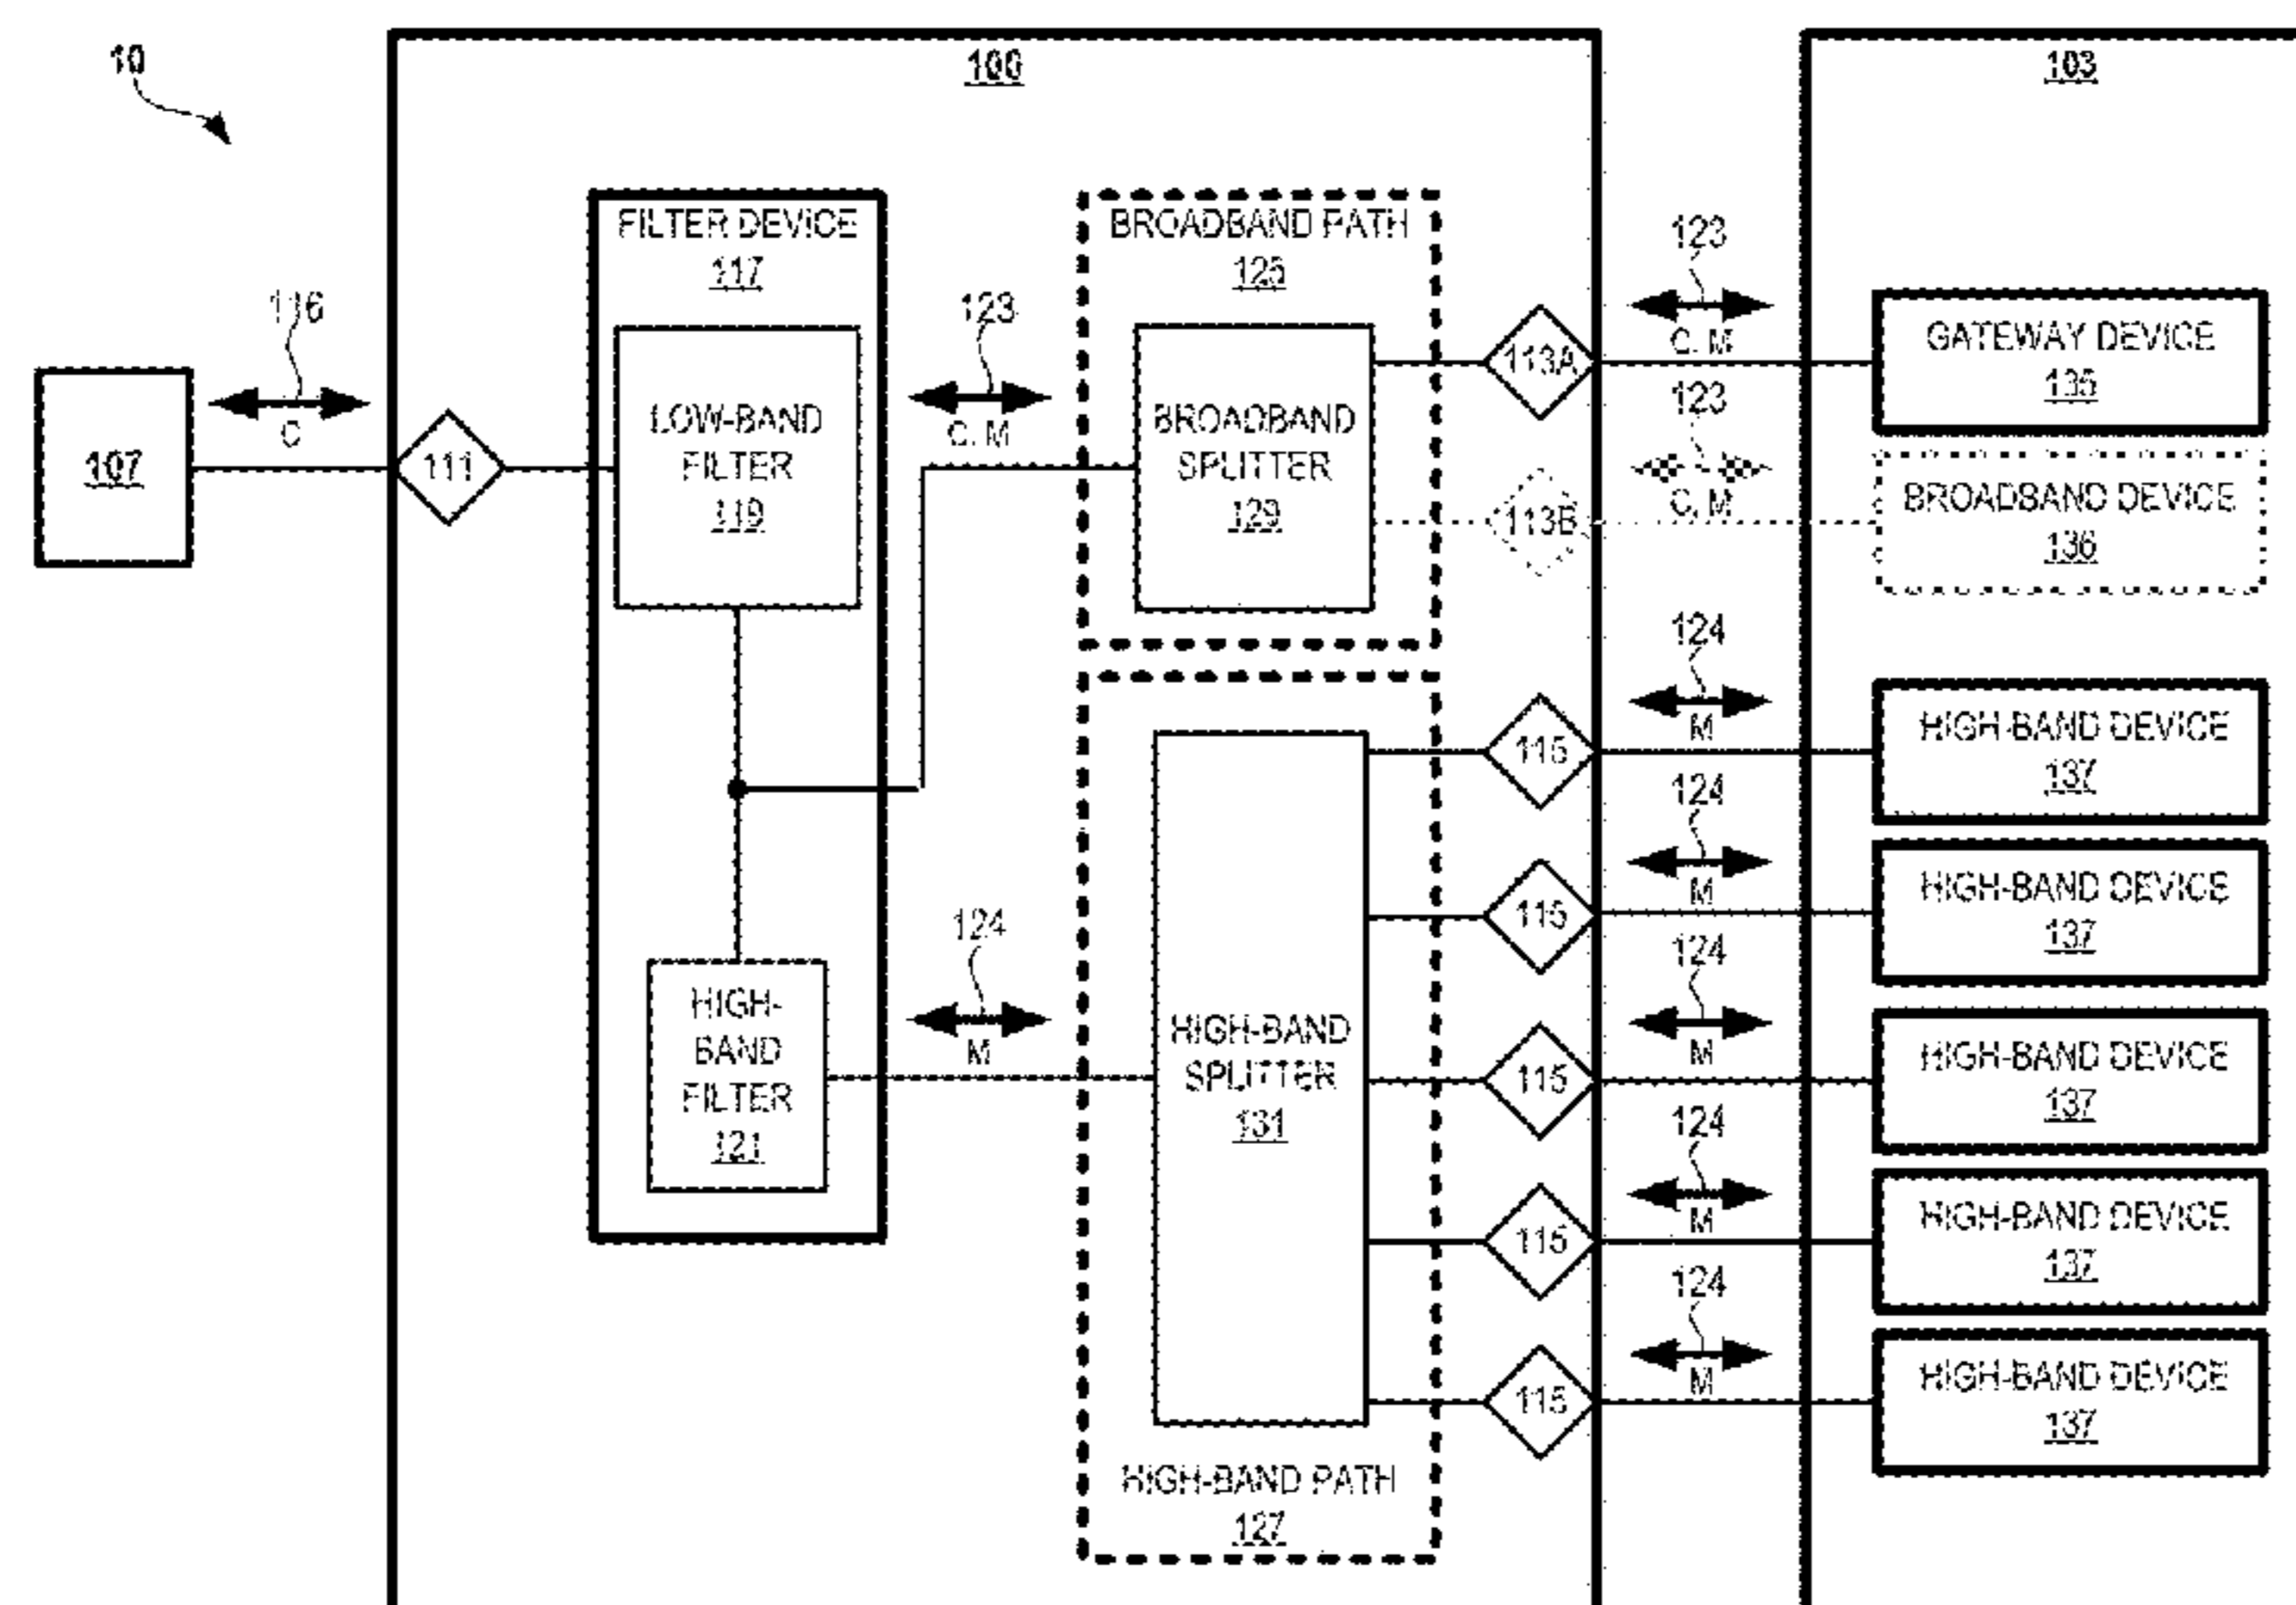 10
100
103
FILTER DEVICE
117
BROADBAND PATH
125
116
C
107
111
LOW-BAND
FILTER
119
123
C, M
BROADBAND
SPLITTER
129
113A
123
C, M
GATEWAY DEVICE
135
113B
123
C, M
BROADBAND DEVICE
136
HIGH-
BAND
FILTER
121
124
M
HIGH-BAND
SPLITTER
131
HIGH-BAND PATH
127
115
124
M
HIGH-BAND DEVICE
137
115
124
M
HIGH-BAND DEVICE
137
115
124
M
HIGH-BAND DEVICE
137
115
124
M
HIGH-BAND DEVICE
137
115
124
M
HIGH-BAND DEVICE
137